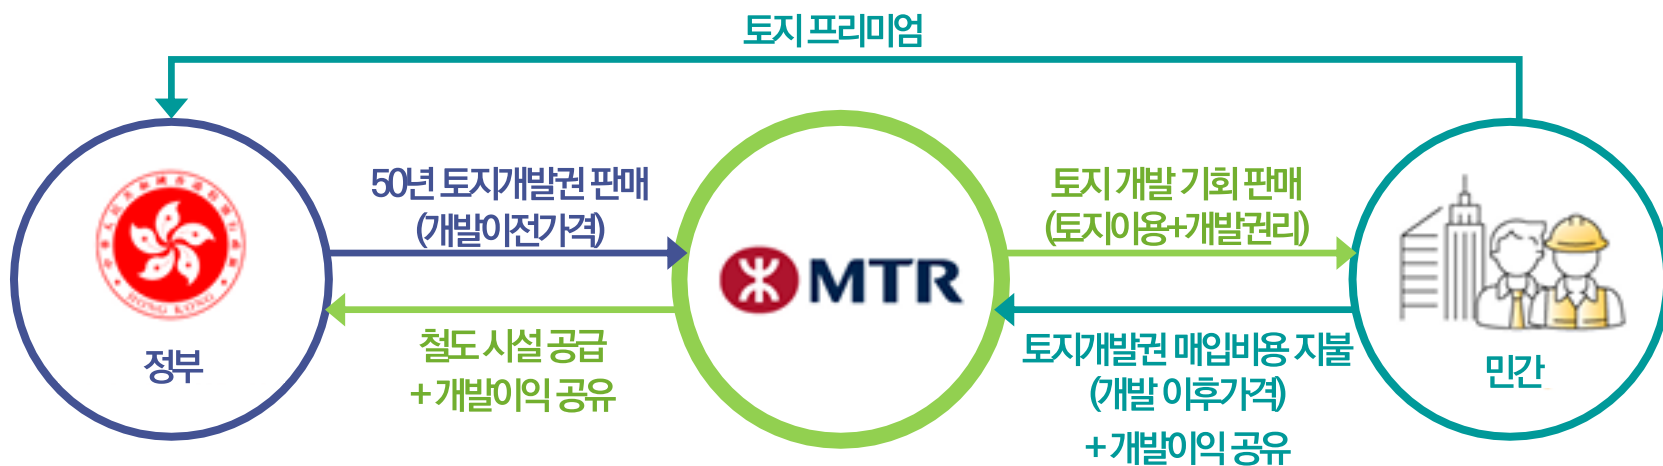 토지 프리미엄
50년 토지개발권 판매
(개발이전가격)
토지 개발 기회 판매
(토지이용+개발권리)
MTR
HONG KONG
정부
철도 시설 공급
+ 개발이익 공유
토지개발권 매입비용 지불
(개발 이후가격)
+ 개발이익 공유
민간